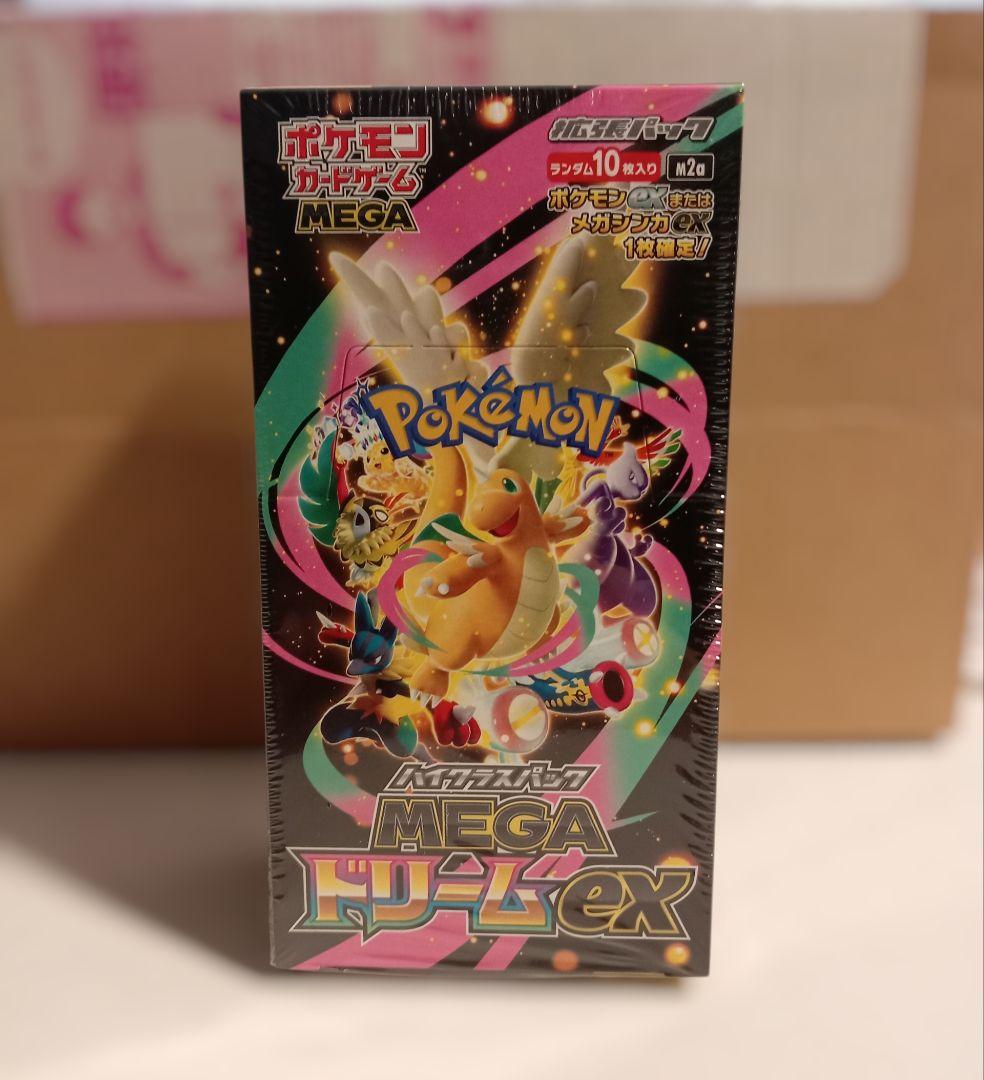 ポケモン
カードゲーム™
MEGA
拡張パック
ランダム10枚入り M2a
ポケモンexまたは
メガシンカex
1枚確定!
POKéMON™
ハイクラスパック
MEGA
ドリームex